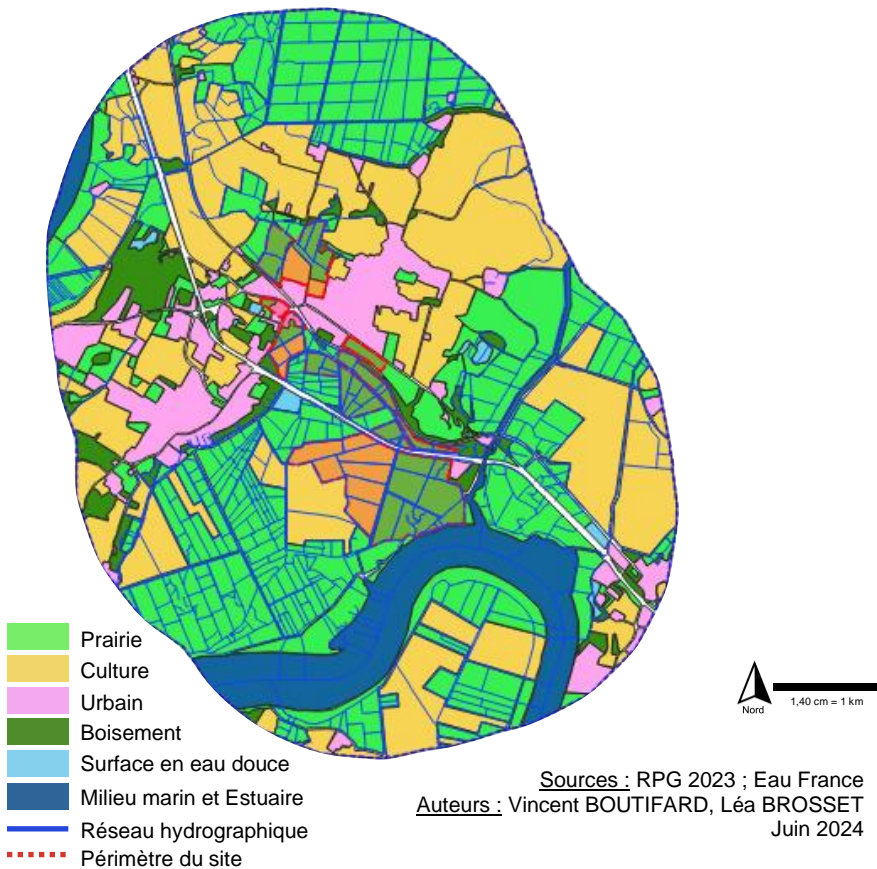 Prairie
Culture
Urbain
Boisement
Surface en eau douce
Milieu marin et Estuaire
Réseau hydrographique
Périmètre du site
Nord
1,40 cm = 1 km
Sources : RPG 2023 ; Eau France
Auteurs : Vincent BOUTIFARD, Léa BROSSET
Juin 2024